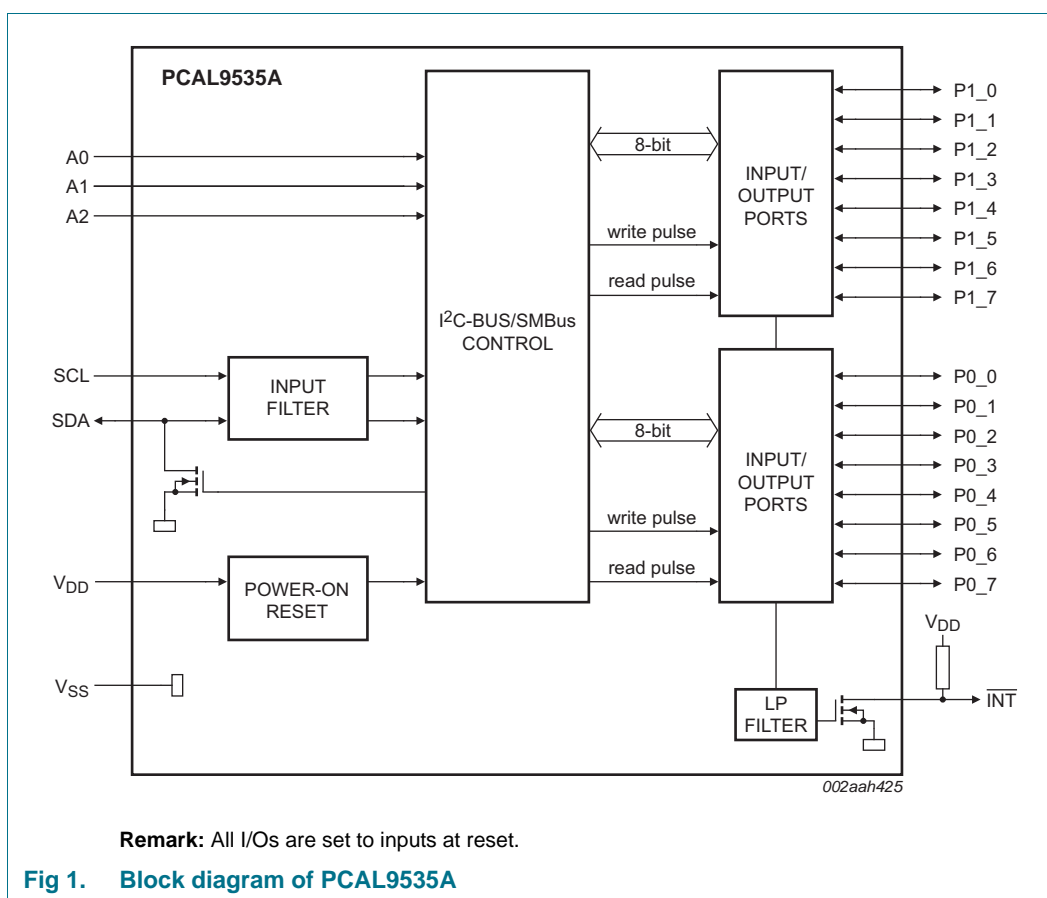 PCAL9535A
A0
A1
A2
SCL
SDA
VDD
VSS
INPUT
FILTER
POWER-ON
RESET
I2C-BUS/SMBus
CONTROL
8-bit
write pulse
read pulse
8-bit
write pulse
read pulse
INPUT/
OUTPUT
PORTS
INPUT/
OUTPUT
PORTS
LP
FILTER
P1_0
P1_1
P1_2
P1_3
P1_4
P1_5
P1_6
P1_7
P0_0
P0_1
P0_2
P0_3
P0_4
P0_5
P0_6
P0_7
VDD
INT
002aah425
Remark: All I/Os are set to inputs at reset.
Fig 1. Block diagram of PCAL9535A